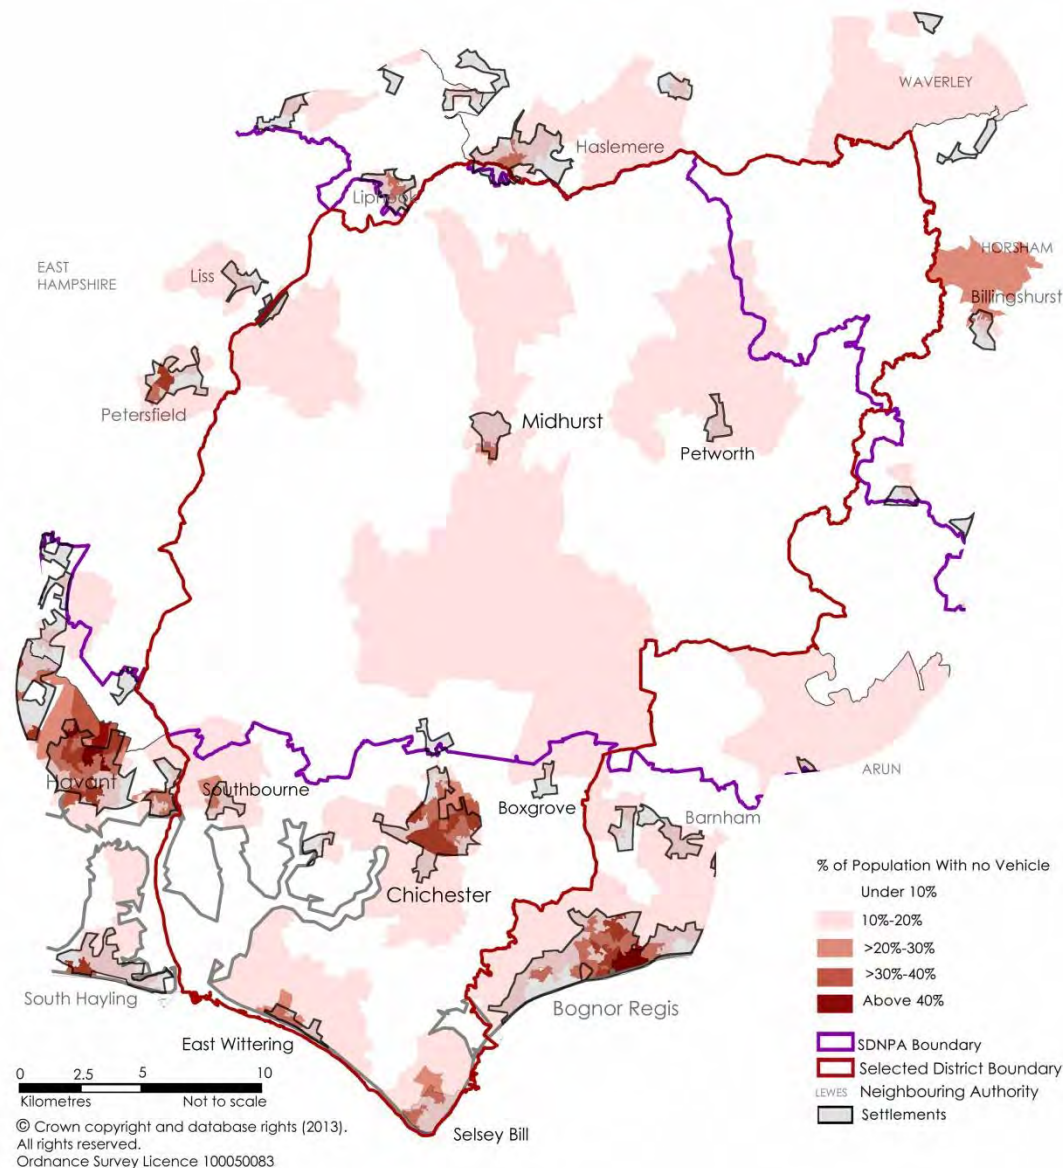 WAVERLEY
Haslemere
Liphook
HORSHAM
EAST
HAMPSHIRE
Liss
Billingshurst
Petersfield
Midhurst
Petworth
ARUN
Havant
Southbourne
Boxgrove
Barnham
Chichester
South Hayling
Bognor Regis
East Wittering
Selsey Bill
% of Population With no Vehicle
Under 10%
10%-20%
>20%-30%
>30%-40%
Above 40%
SDNPA Boundary
Selected District Boundary
LEWES Neighbouring Authority
Settlements
0 2.5 5 10
Kilometres Not to scale
© Crown copyright and database rights (2013).
All rights reserved.
Ordnance Survey Licence 100050083